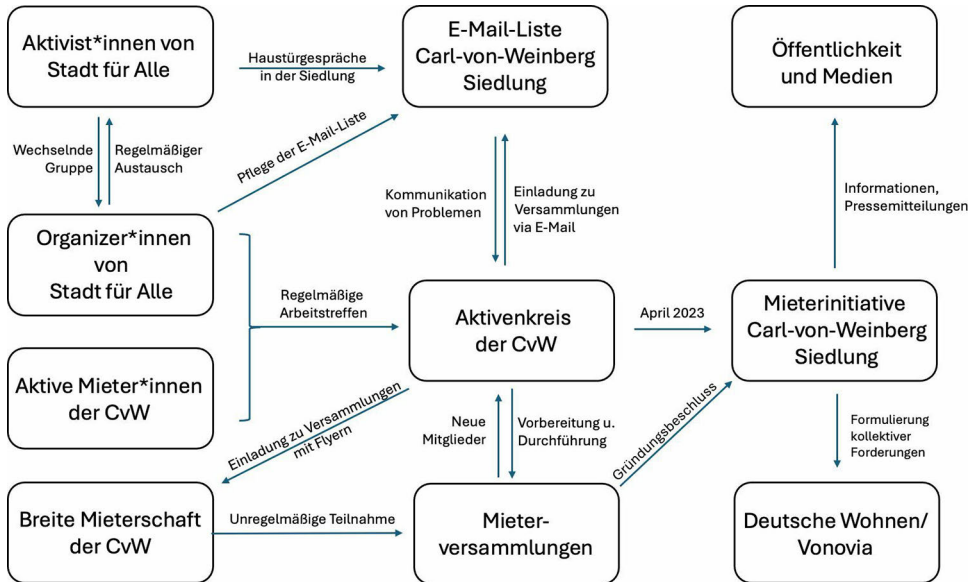 Aktivist*innen von
Stadt für Alle
Haustürgespräche
in der Siedlung
E-Mail-Liste
Carl-von-Weinberg
Siedlung
Öffentlichkeit
und Medien
Wechselnde
Gruppe
Regelmäßiger
Austausch
Pflege der E-Mail-Liste
Kommunikation
von Problemen
Einladung zu
Versammlungen
via E-Mail
Informationen,
Pressemitteilungen
Organizer*innen
von
Stadt für Alle
Regelmäßige
Arbeitstreffen
Aktivenkreis
der CvW
April 2023
Mieterinitiative
Carl-von-Weinberg
Siedlung
Aktive Mieter*innen
der CvW
Einladung zu Versammlungen
mit Flyern
Neue
Mitglieder
Vorbereitung u.
Durchführung
Gründungsbeschluss
Formulierung
kollektiver
Forderungen
Breite Mieterschaft
der CvW
Unregelmäßige Teilnahme
Mieter-
versammlungen
Deutsche Wohnen/
Vonovia